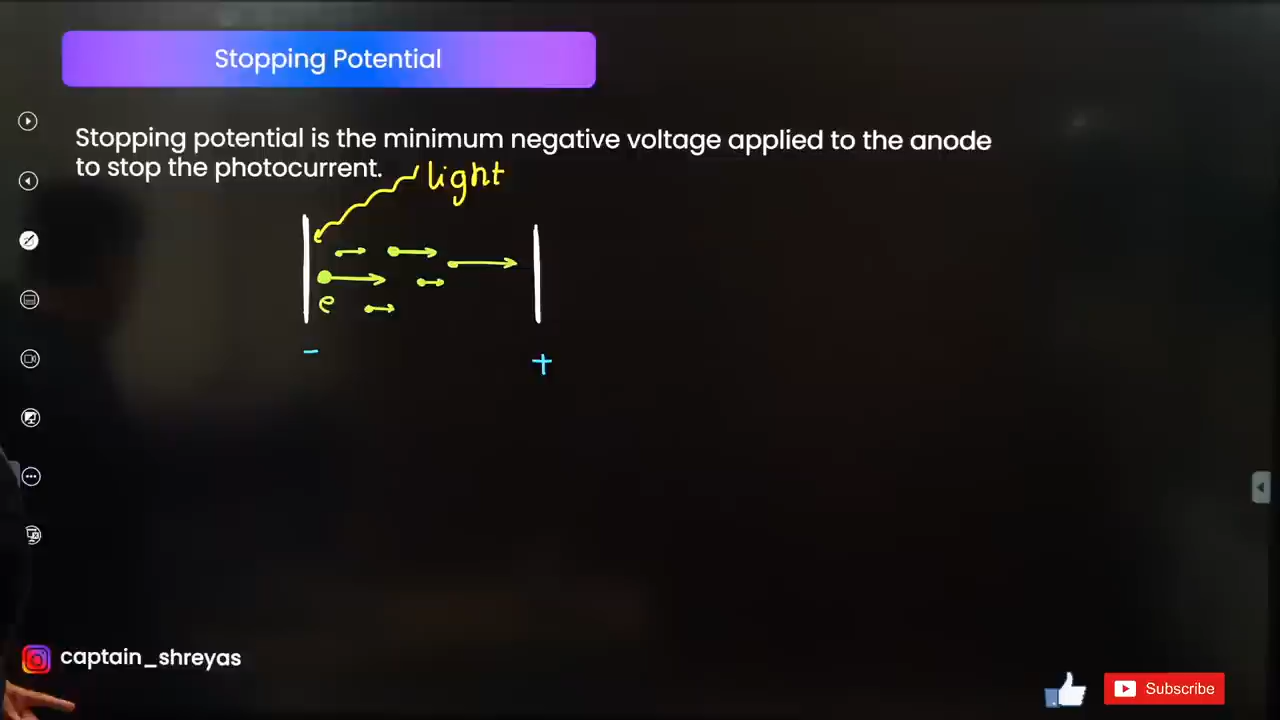 Stopping Potential
Stopping potential is the minimum negative voltage applied to the anode
to stop the photocurrent.
light
e
- +
captain_shreyas
Subscribe